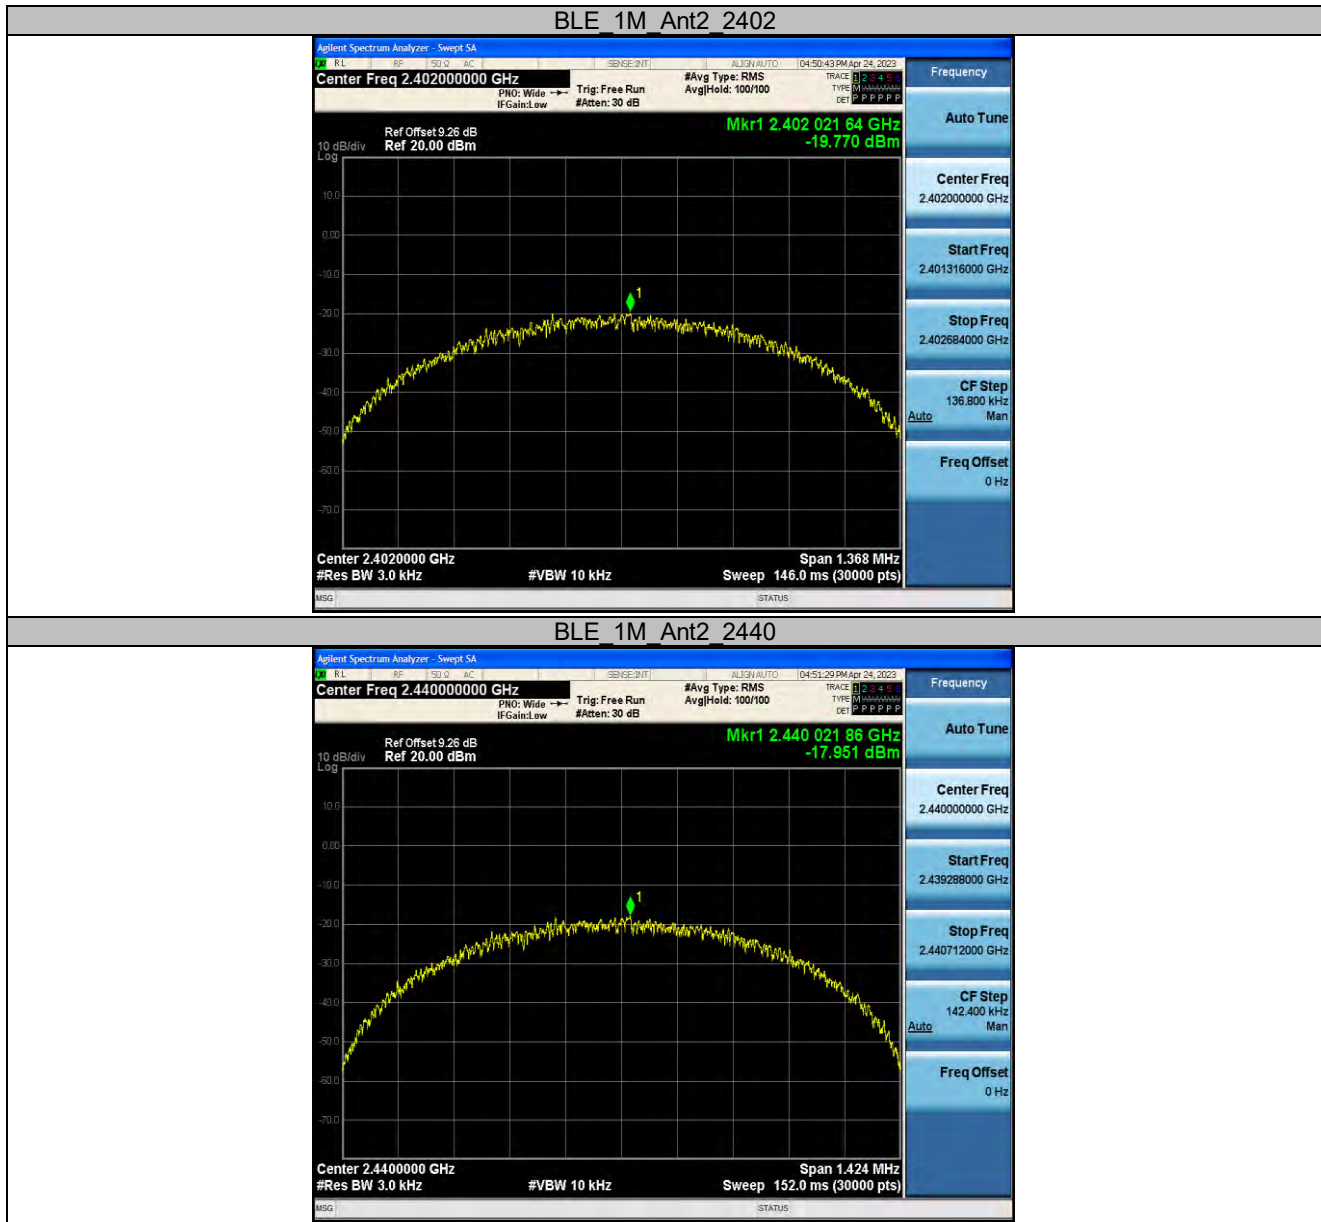 BLE_1M_Ant2_2402
Agilent Spectrum Analyzer - Swept SA
RL RF 50 Ω AC SENSE:INT ALIGN AUTO 04:50:43 PM Apr 24, 2023
Center Freq 2.402000000 GHz
PNO: Wide
IFGain:Low
Trig: Free Run
#Atten: 30 dB
#Avg Type: RMS
Avg|Hold: 100/100
TRACE 1 2 3 4 5 6
TYPE M
DET P P P P P P
Frequency
Mkr1 2.402 021 64 GHz
-19.770 dBm
Ref Offset 9.26 dB
10 dB/div Ref 20.00 dBm
Log
10.0
0.00
-10.0
-20.0
-30.0
-40.0
-50.0
-60.0
-70.0
1
Center 2.4020000 GHz Span 1.368 MHz
#Res BW 3.0 kHz #VBW 10 kHz Sweep 146.0 ms (30000 pts)
MSG STATUS
Auto Tune
Center Freq
2.402000000 GHz
Start Freq
2.401316000 GHz
Stop Freq
2.402684000 GHz
CF Step
136.800 kHz
Auto Man
Freq Offset
0 Hz
BLE_1M_Ant2_2440
Agilent Spectrum Analyzer - Swept SA
RL RF 50 Ω AC SENSE:INT ALIGN AUTO 04:51:29 PM Apr 24, 2023
Center Freq 2.440000000 GHz
PNO: Wide
IFGain:Low
Trig: Free Run
#Atten: 30 dB
#Avg Type: RMS
Avg|Hold: 100/100
TRACE 1 2 3 4 5 6
TYPE M
DET P P P P P P
Frequency
Mkr1 2.440 021 86 GHz
-17.951 dBm
Ref Offset 9.26 dB
10 dB/div Ref 20.00 dBm
Log
10.0
0.00
-10.0
-20.0
-30.0
-40.0
-50.0
-60.0
-70.0
1
Center 2.4400000 GHz Span 1.424 MHz
#Res BW 3.0 kHz #VBW 10 kHz Sweep 152.0 ms (30000 pts)
MSG STATUS
Auto Tune
Center Freq
2.440000000 GHz
Start Freq
2.439288000 GHz
Stop Freq
2.440712000 GHz
CF Step
142.400 kHz
Auto Man
Freq Offset
0 Hz